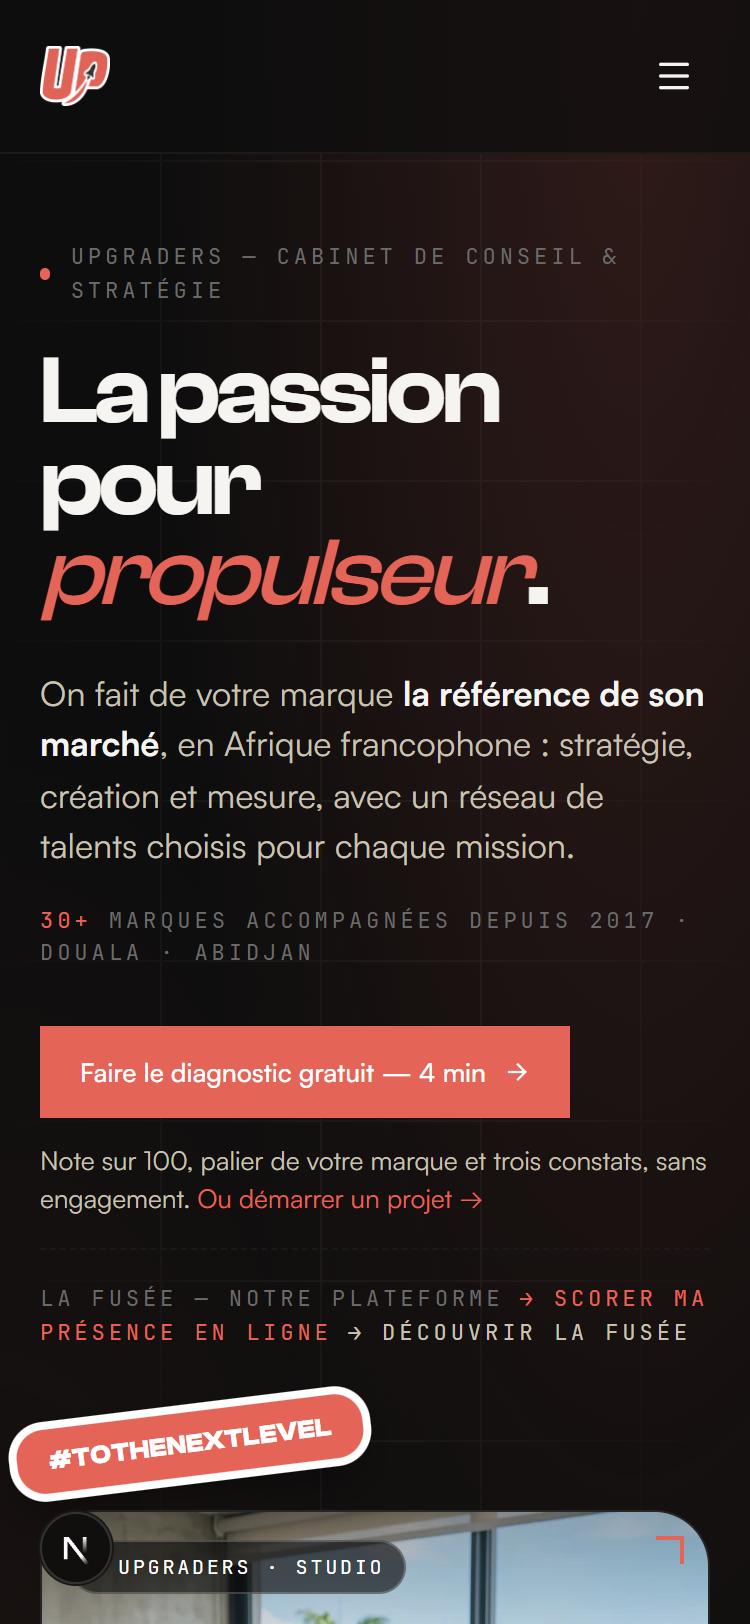 UP
UPGRADERS — CABINET DE CONSEIL &
STRATÉGIE
La passion
pour
propulseur.
On fait de votre marque la référence de son
marché, en Afrique francophone : stratégie,
création et mesure, avec un réseau de
talents choisis pour chaque mission.
30+ MARQUES ACCOMPAGNÉES DEPUIS 2017 ·
DOUALA · ABIDJAN
Faire le diagnostic gratuit — 4 min →
Note sur 100, palier de votre marque et trois constats, sans
engagement. Ou démarrer un projet →
LA FUSÉE — NOTRE PLATEFORME → SCORER MA
PRÉSENCE EN LIGNE → DÉCOUVRIR LA FUSÉE
#TOTHENEXTLEVEL
N
UPGRADERS · STUDIO